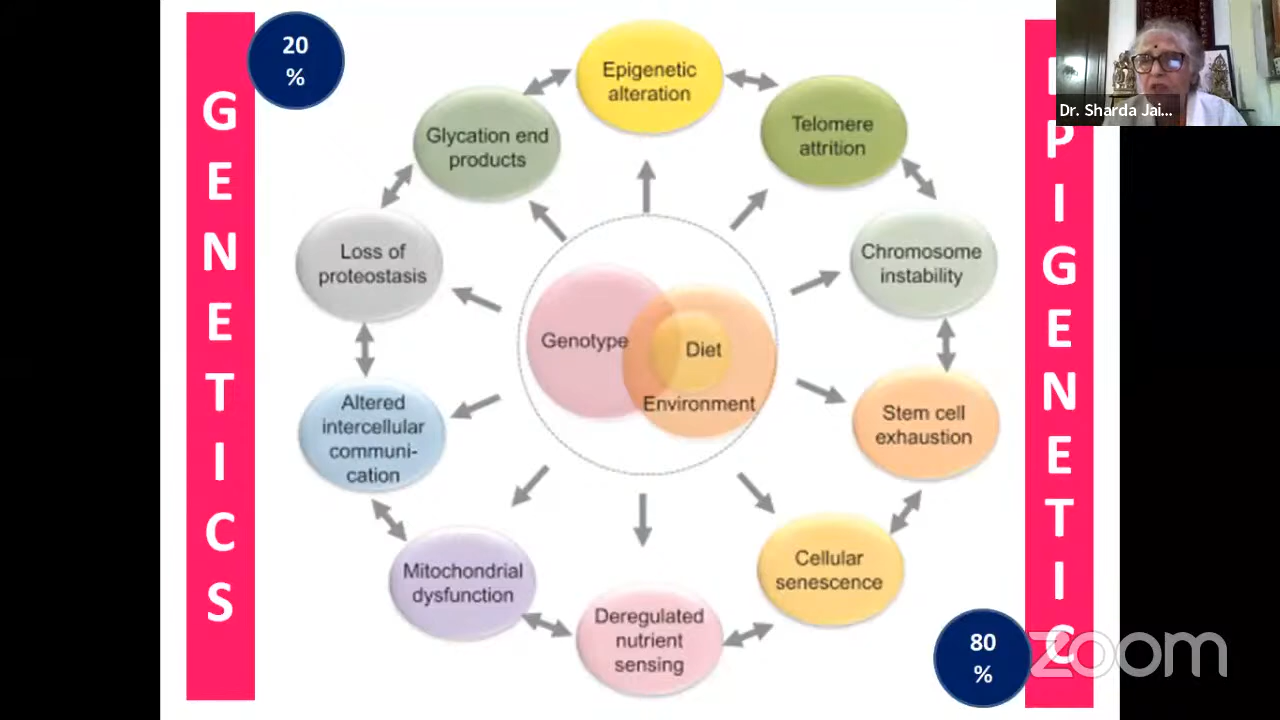 GENETICS
20
%
Epigenetic
alteration
Telomere
attrition
Chromosome
instability
Stem cell
exhaustion
Cellular
senescence
Deregulated
nutrient
sensing
Mitochondrial
dysfunction
Altered
intercellular
communi-
cation
Loss of
proteostasis
Glycation end
products
Genotype
Diet
Environment
Dr. Sharda Jai...
PIGENETIC
80
%
zoom